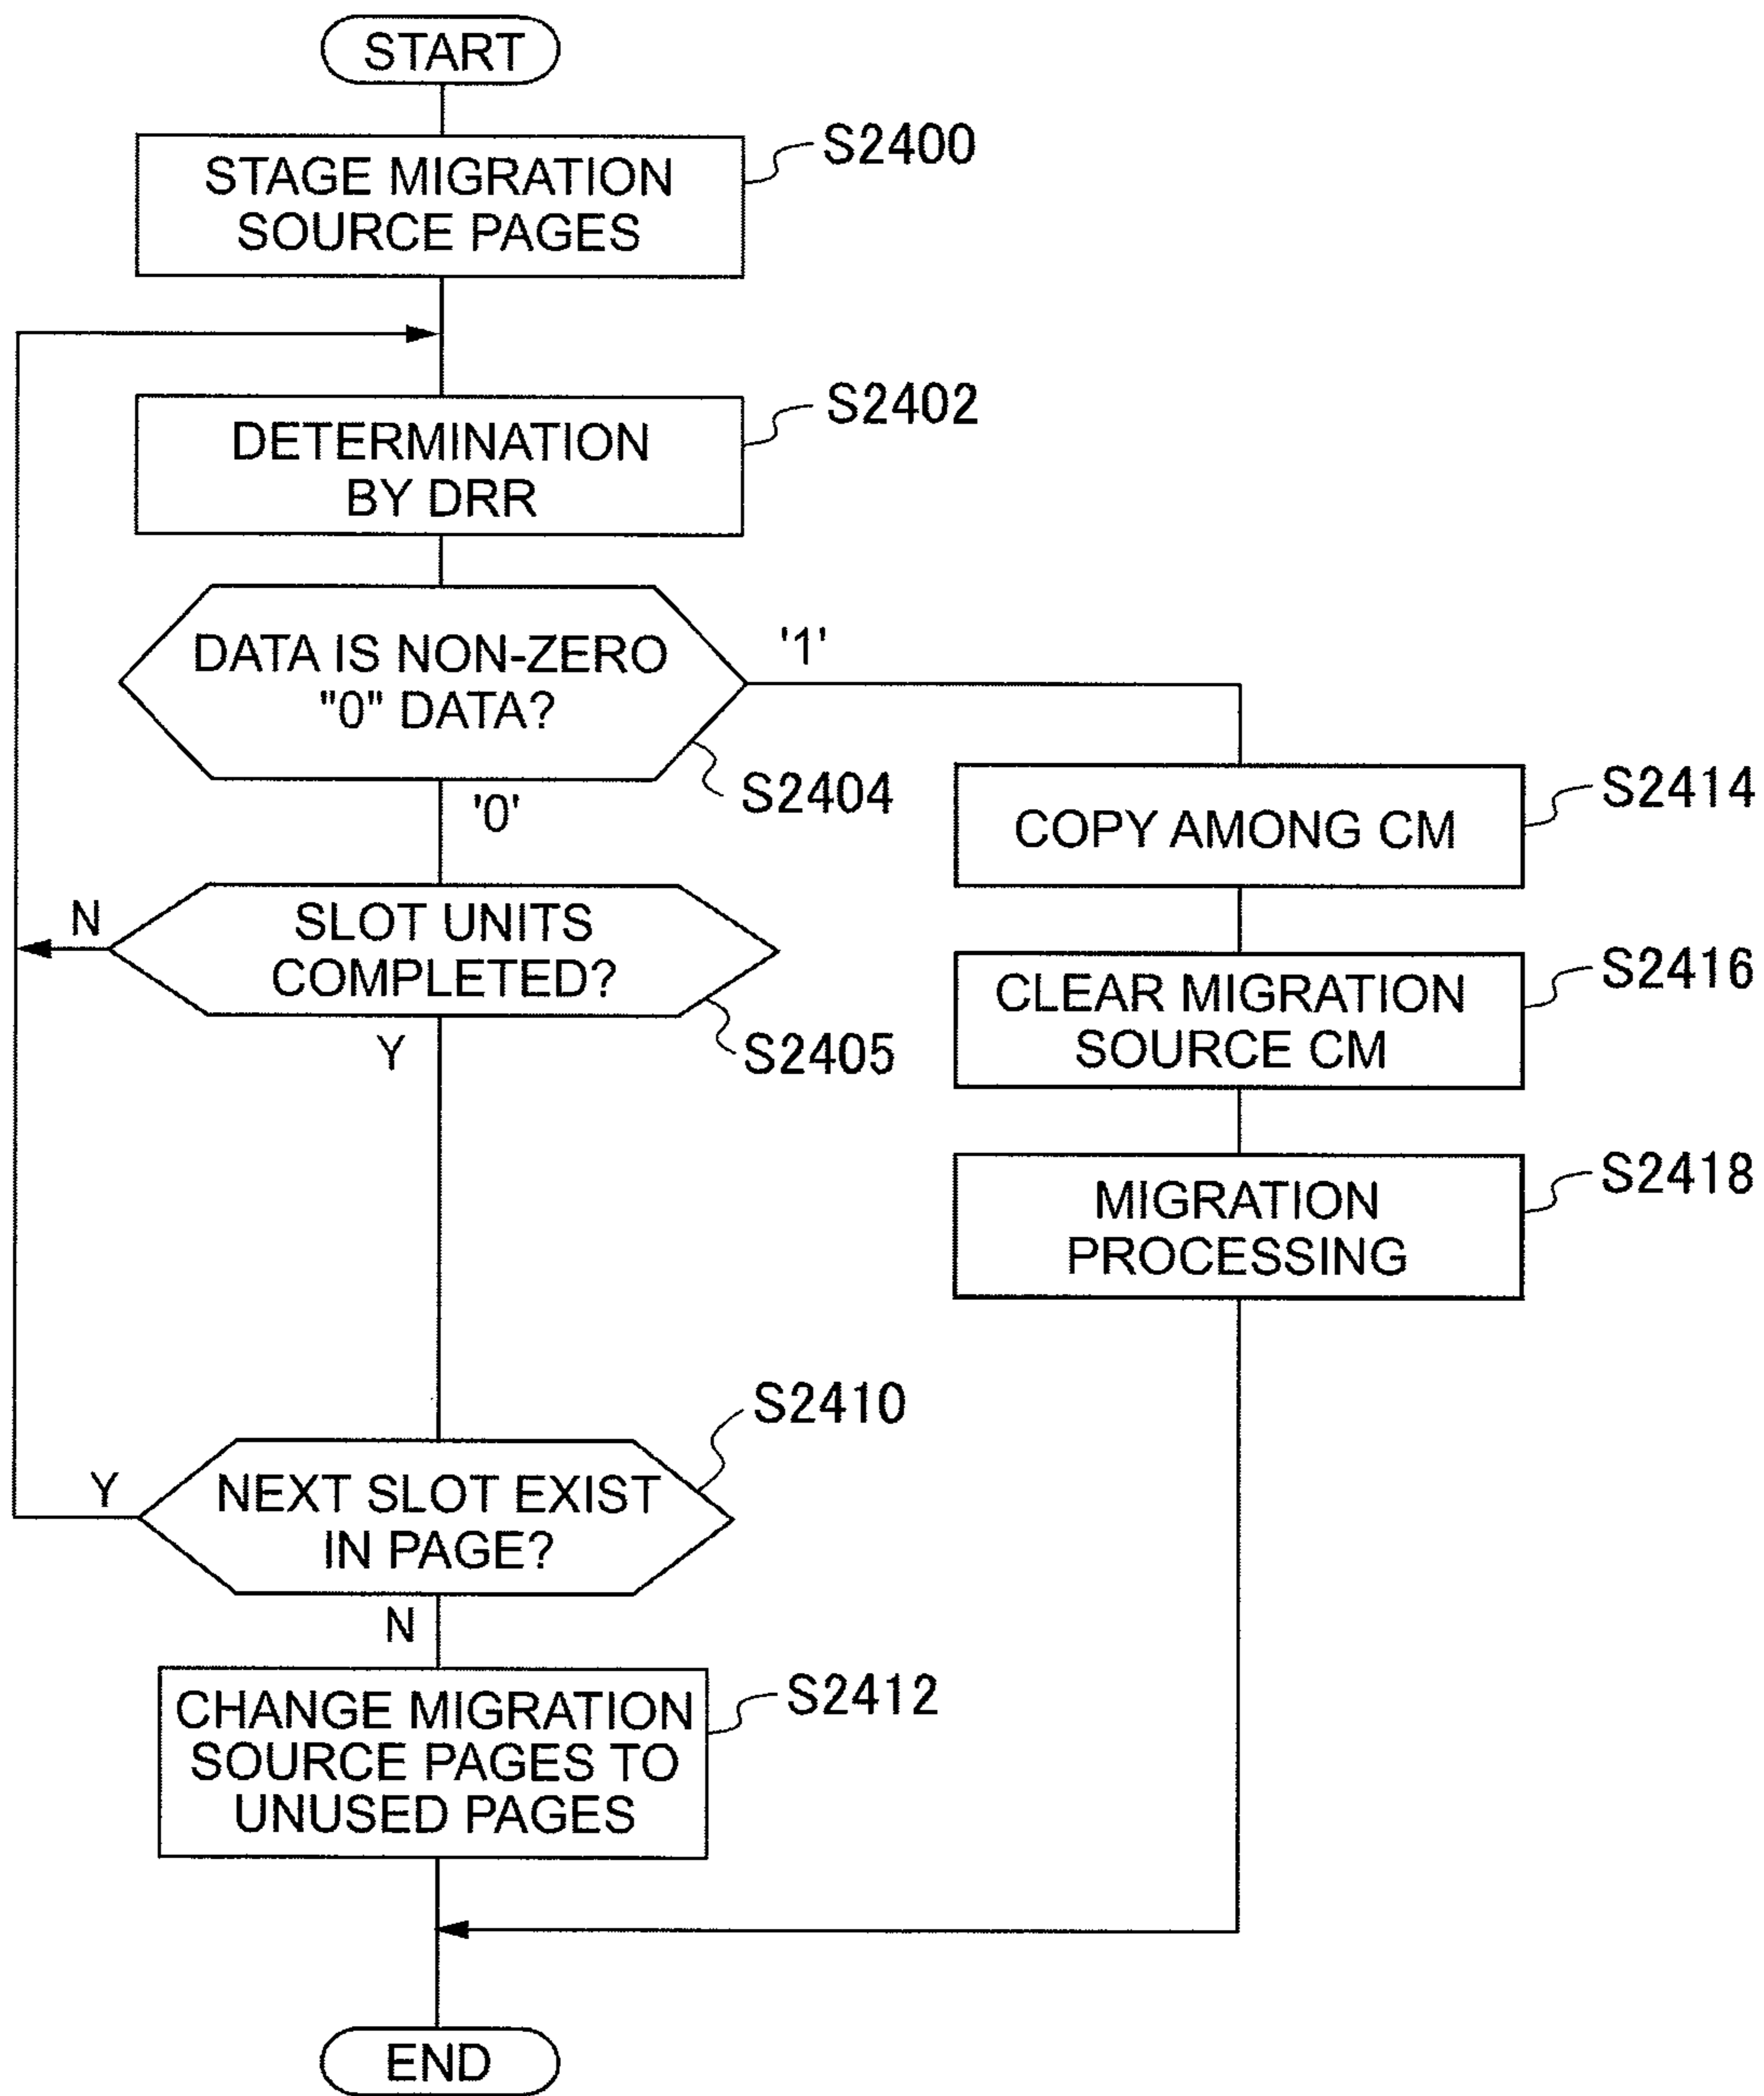 START
STAGE MIGRATION
SOURCE PAGES
S2400
DETERMINATION
BY DRR
S2402
DATA IS NON-ZERO
"0" DATA?
'1'
S2404
'0'
SLOT UNITS
COMPLETED?
N
S2405
Y
COPY AMONG CM
S2414
CLEAR MIGRATION
SOURCE CM
S2416
MIGRATION
PROCESSING
S2418
S2410
NEXT SLOT EXIST
IN PAGE?
Y
N
CHANGE MIGRATION
SOURCE PAGES TO
UNUSED PAGES
S2412
END